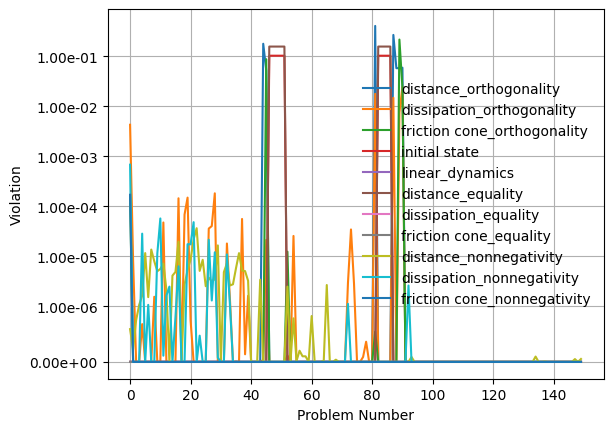 1.00e-01
1.00e-02
1.00e-03
1.00e-04
1.00e-05
1.00e-06
0.00e+00
Violation
distance_orthogonality
dissipation_orthogonality
friction cone_orthogonality
initial state
linear_dynamics
distance_equality
dissipation_equality
friction cone_equality
distance_nonnegativity
dissipation_nonnegativity
friction cone_nonnegativity
0 20 40 60 80 100 120 140
Problem Number